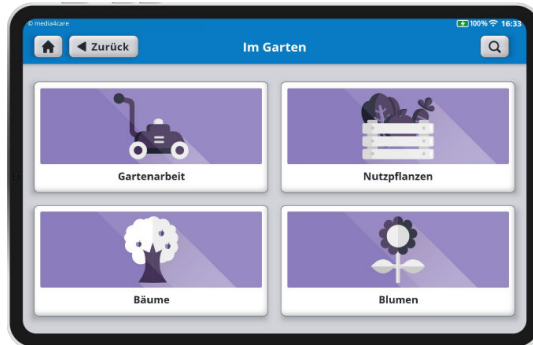 © media4care
100% 16:33
Zurück
Im Garten
Gartenarbeit
Nutzpflanzen
Bäume
Blumen